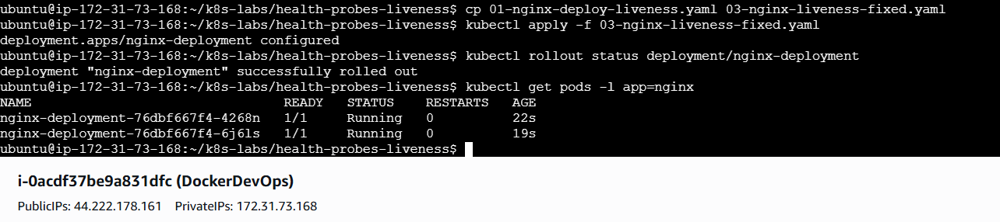 ubuntu@ip-172-31-73-168:~/k8s-labs/health-probes-liveness$ cp 01-nginx-deploy-liveness.yaml 03-nginx-liveness-fixed.yaml
ubuntu@ip-172-31-73-168:~/k8s-labs/health-probes-liveness$ kubectl apply -f 03-nginx-liveness-fixed.yaml
deployment.apps/nginx-deployment configured
ubuntu@ip-172-31-73-168:~/k8s-labs/health-probes-liveness$ kubectl rollout status deployment/nginx-deployment
deployment "nginx-deployment" successfully rolled out
ubuntu@ip-172-31-73-168:~/k8s-labs/health-probes-liveness$ kubectl get pods -l app=nginx
NAME READY STATUS RESTARTS AGE
nginx-deployment-76dbf667f4-4268n 1/1 Running 0 22s
nginx-deployment-76dbf667f4-6j6ls 1/1 Running 0 19s
ubuntu@ip-172-31-73-168:~/k8s-labs/health-probes-liveness$
i-0acdf37be9a831dfc (DockerDevOps)
PublicIPs: 44.222.178.161 PrivateIPs: 172.31.73.168